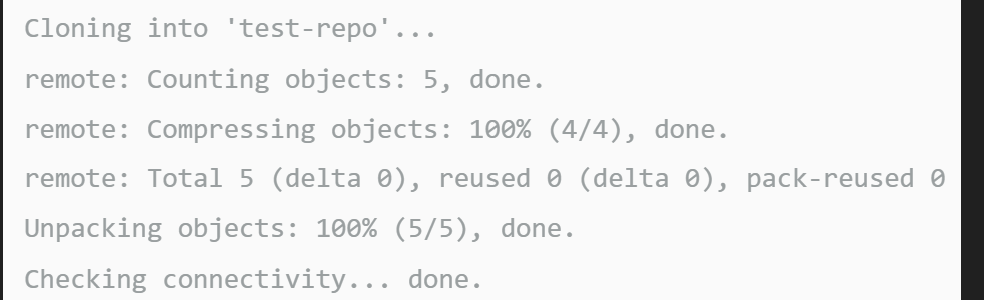 Cloning into 'test-repo'...
remote: Counting objects: 5, done.
remote: Compressing objects: 100% (4/4), done.
remote: Total 5 (delta 0), reused 0 (delta 0), pack-reused 0
Unpacking objects: 100% (5/5), done.
Checking connectivity... done.